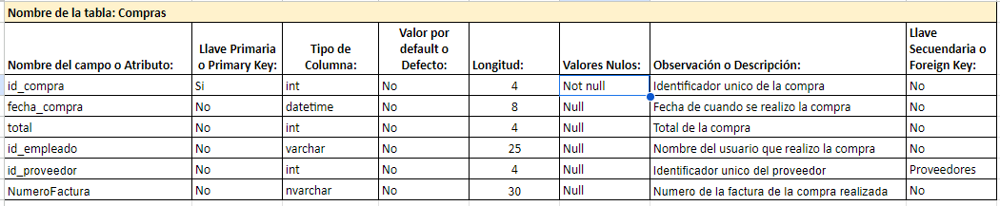 Nombre de la tabla: Compras
Nombre del campo o Atributo: Llave Primaria o Primary Key: Tipo de Columna: Valor por default o Defecto: Longitud: Valores Nulos: Observación o Descripción: Llave Secuendaria o Foreign Key:
id_compra Si int No 4 Not null Identificador unico de la compra No
fecha_compra No datetime No 8 Null Fecha de cuando se realizo la compra No
total No int No 4 Null Total de la compra No
id_empleado No varchar No 25 Null Nombre del usuario que realizo la compra No
id_proveedor No int No 4 Null Identificador unico del proveedor Proveedores
NumeroFactura No nvarchar No 30 Null Numero de la factura de la compra realizada No